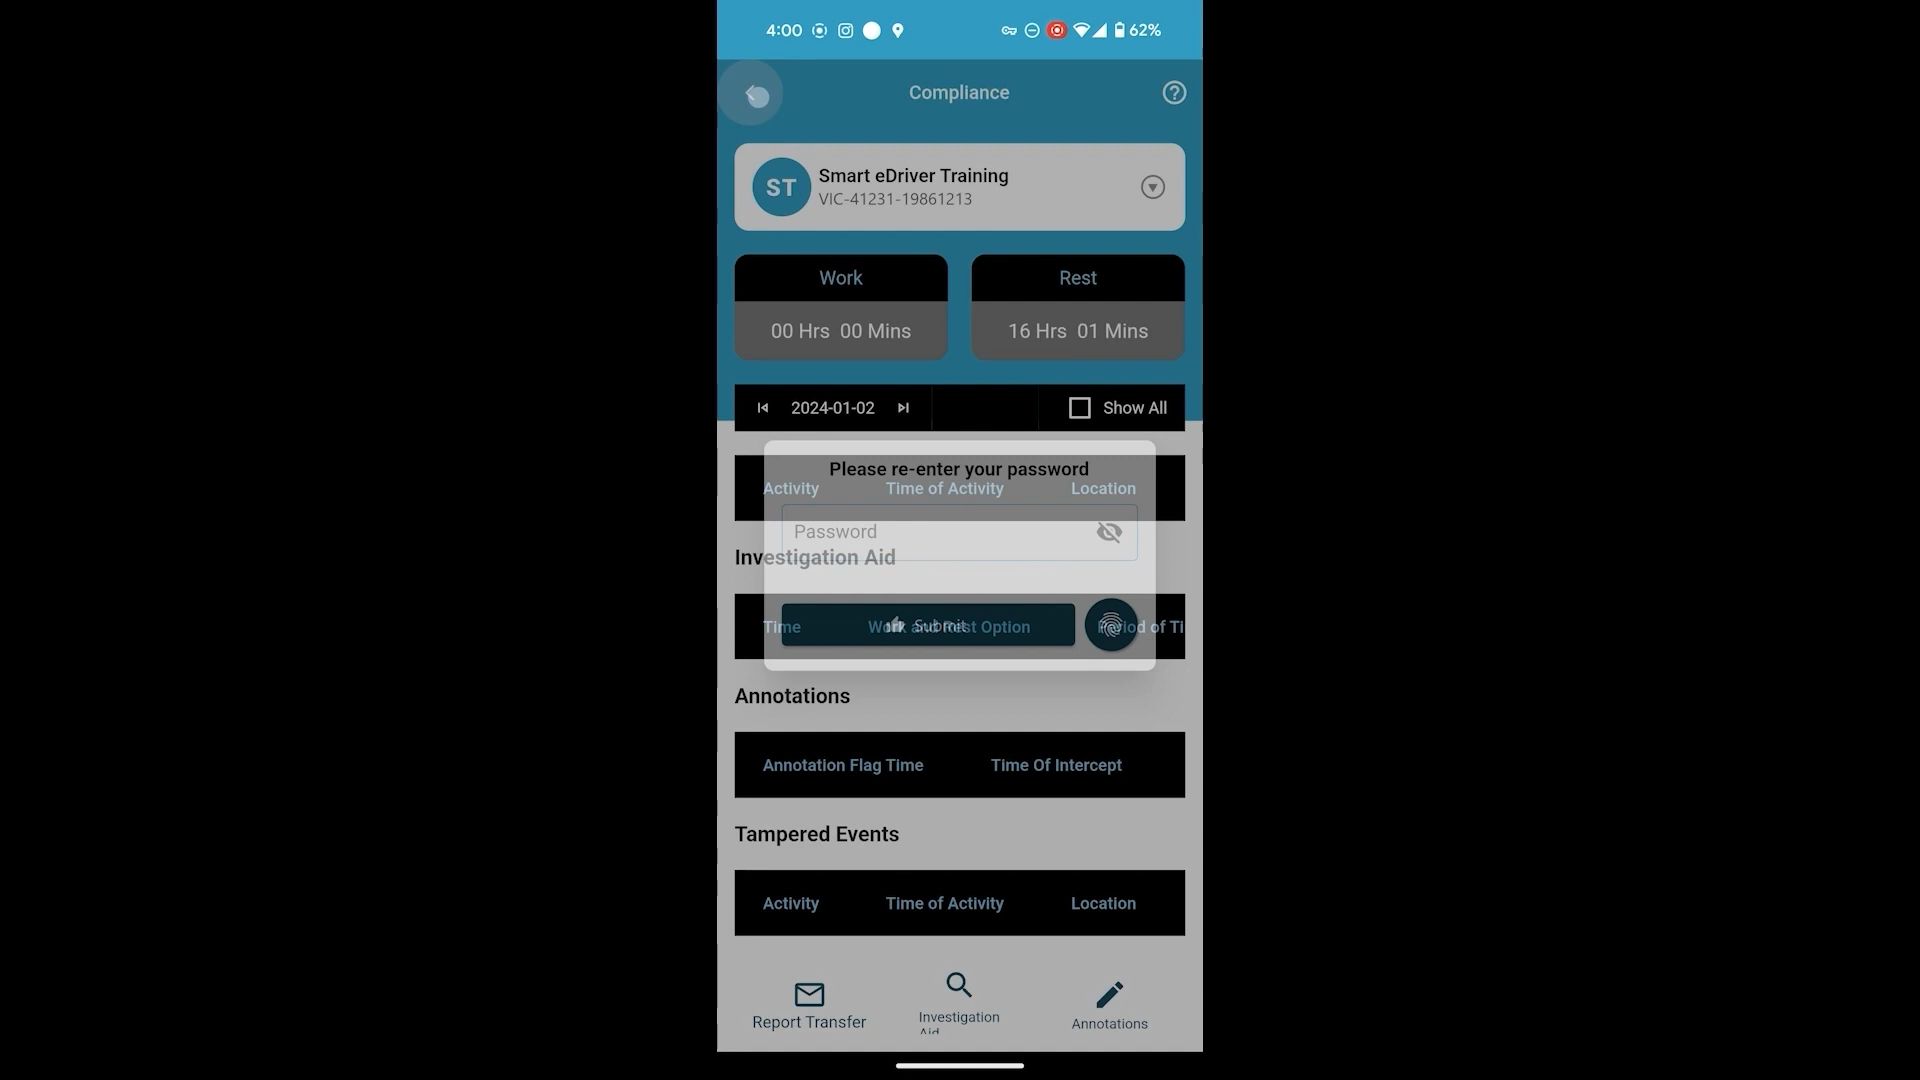 4:00 62%
Compliance
ST Smart eDriver Training
VIC-41231-19861213
Work Rest
00 Hrs 00 Mins 16 Hrs 01 Mins
2024-01-02 Show All
Please re-enter your password
Activity Time of Activity Location
Password
Investigation Aid
Submit
Time Work and Rest Option Period of Ti
Annotations
Annotation Flag Time Time Of Intercept
Tampered Events
Activity Time of Activity Location
Report Transfer Investigation Aid Annotations